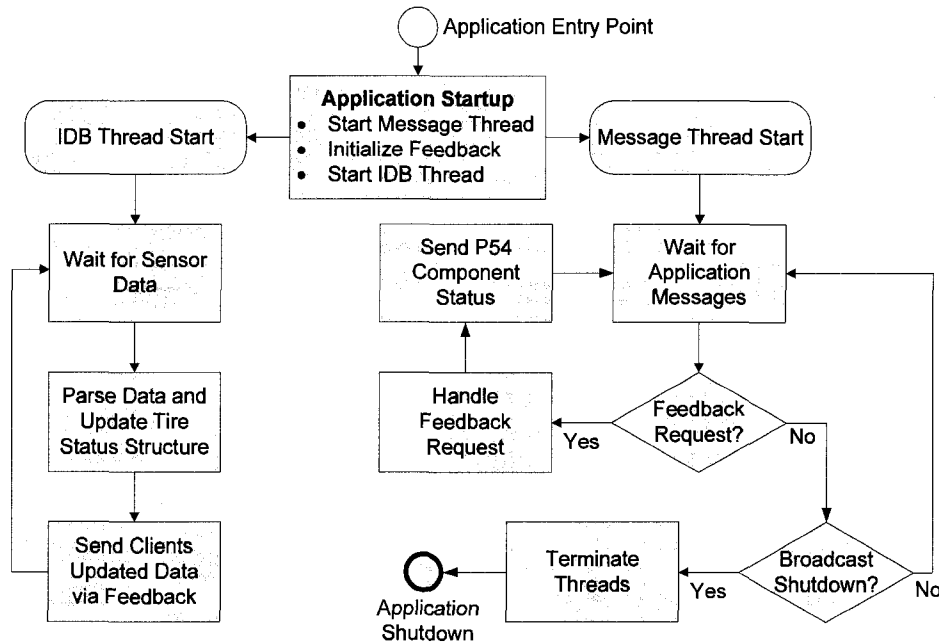 Application Entry Point
Application Startup
• Start Message Thread
• Initialize Feedback
• Start IDB Thread
IDB Thread Start
Message Thread Start
Wait for Sensor
Data
Send P54
Component
Status
Wait for
Application
Messages
Parse Data and
Update Tire
Status Structure
Handle
Feedback
Request
Yes
Feedback
Request?
No
Send Clients
Updated Data
via Feedback
Application
Shutdown
Terminate
Threads
Yes
Broadcast
Shutdown?
No